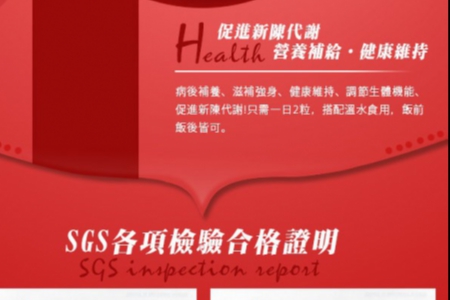 促進新陳代謝
Health 營養補給・健康維持
病後補養、滋補強身、健康維持、調節生體機能、
促進新陳代謝!只需一日2粒，搭配溫水食用，飯前
飯後皆可。
SGS各項檢驗合格證明
SGS inspection report